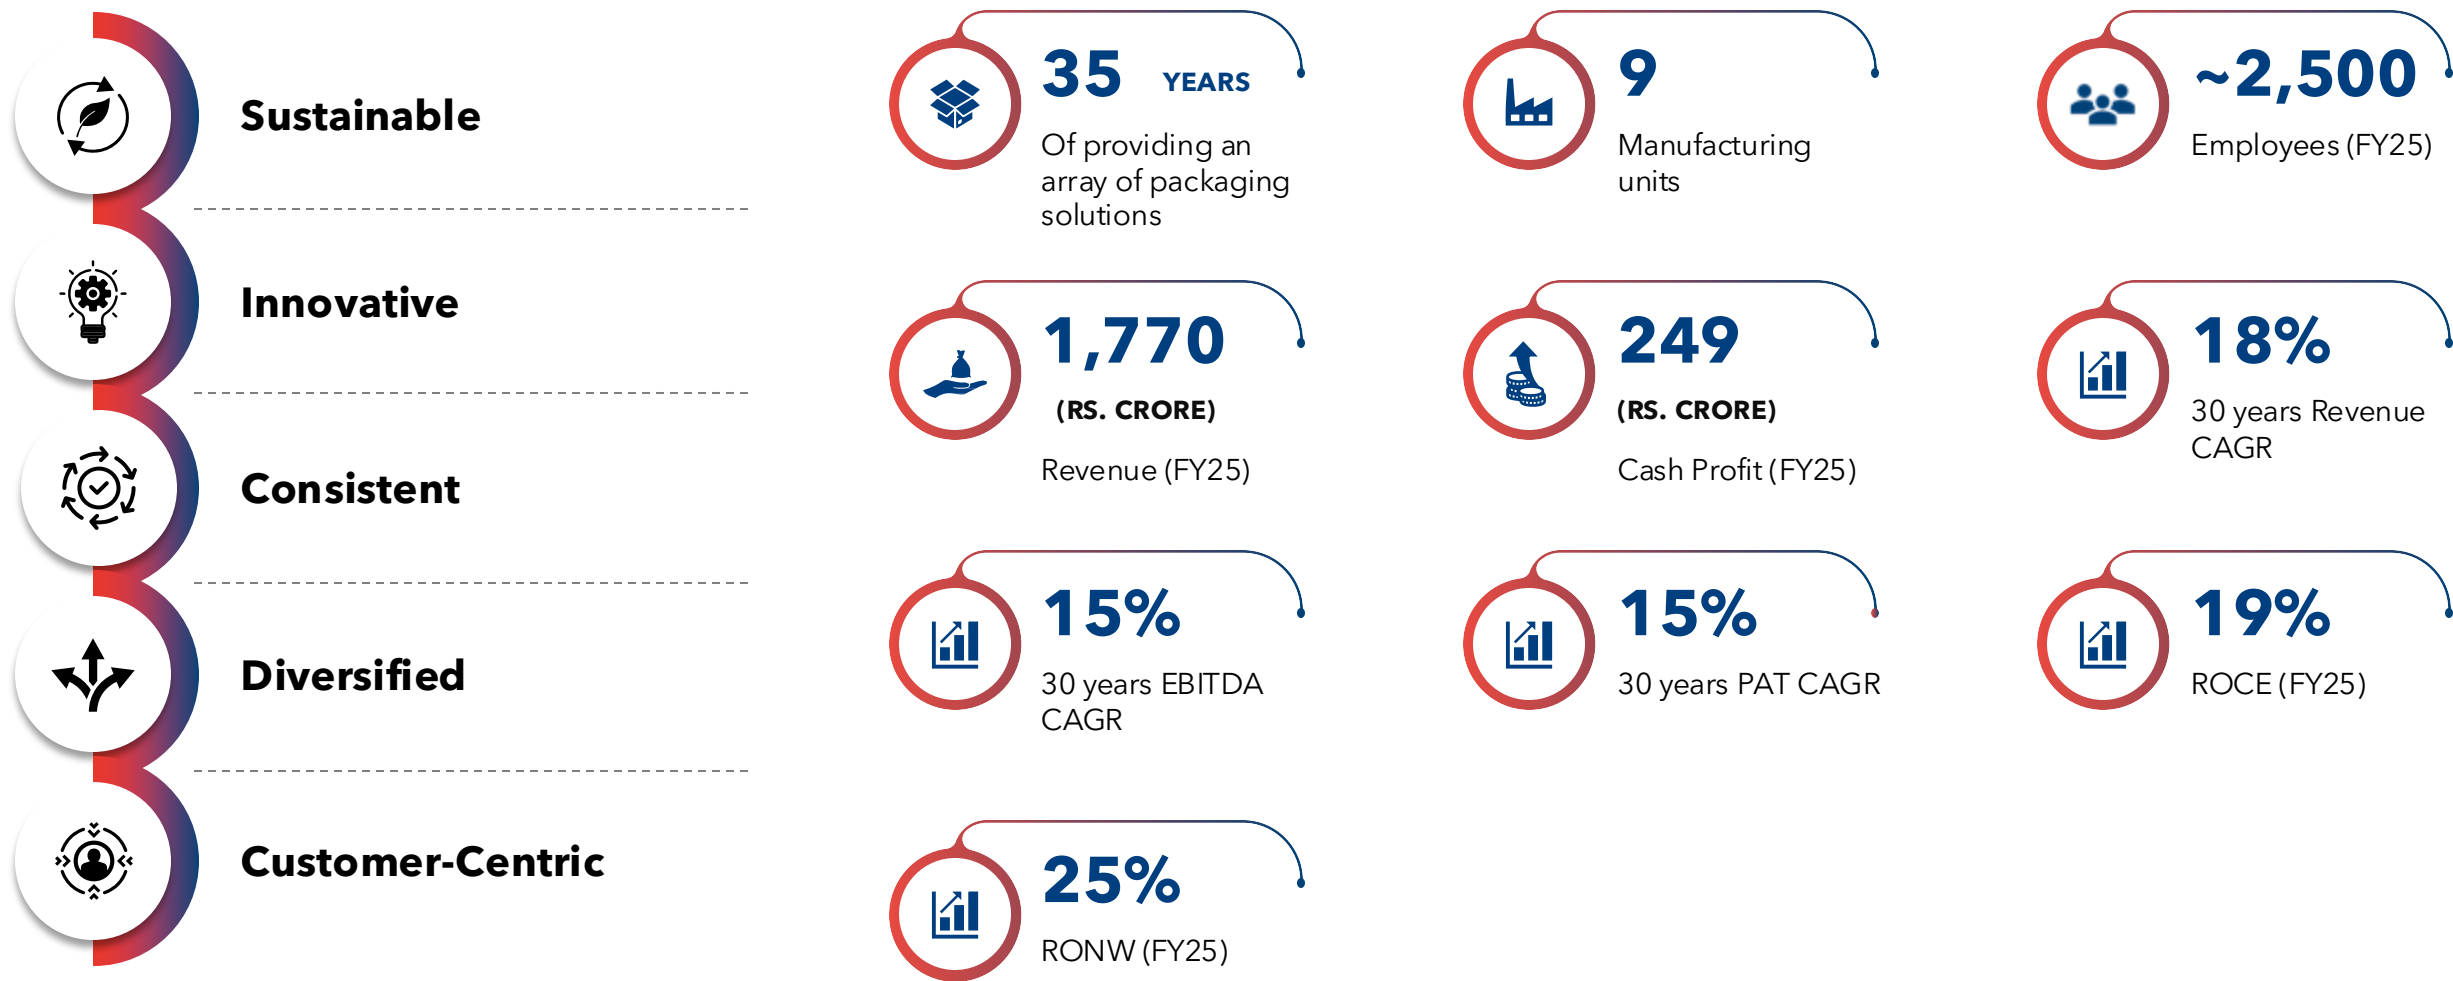 Sustainable
Innovative
Consistent
Diversified
Customer-Centric
35 YEARS
Of providing an
array of packaging
solutions
9
Manufacturing
units
~2,500
Employees (FY25)
1,770
(RS. CRORE)
Revenue (FY25)
249
(RS. CRORE)
Cash Profit (FY25)
18%
30 years Revenue
CAGR
15%
30 years EBITDA
CAGR
15%
30 years PAT CAGR
19%
ROCE (FY25)
25%
RONW (FY25)